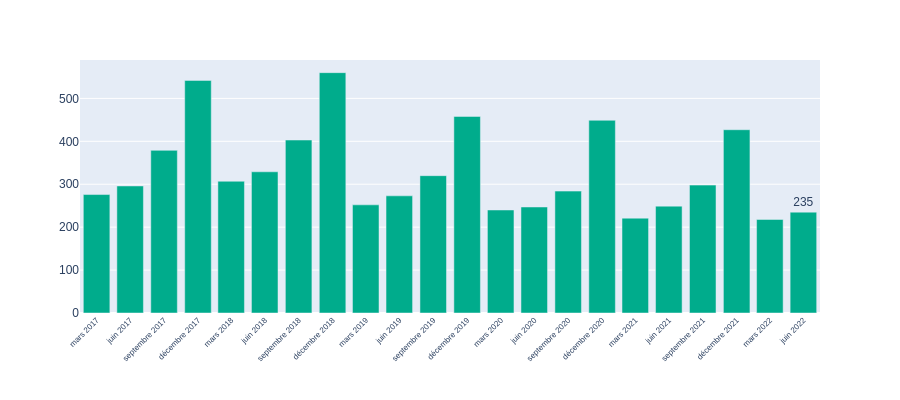 500
400
300
200
100
0
235
mars 2017
juin 2017
septembre 2017
décembre 2017
mars 2018
juin 2018
septembre 2018
décembre 2018
mars 2019
juin 2019
septembre 2019
décembre 2019
mars 2020
juin 2020
septembre 2020
décembre 2020
mars 2021
juin 2021
septembre 2021
décembre 2021
mars 2022
juin 2022